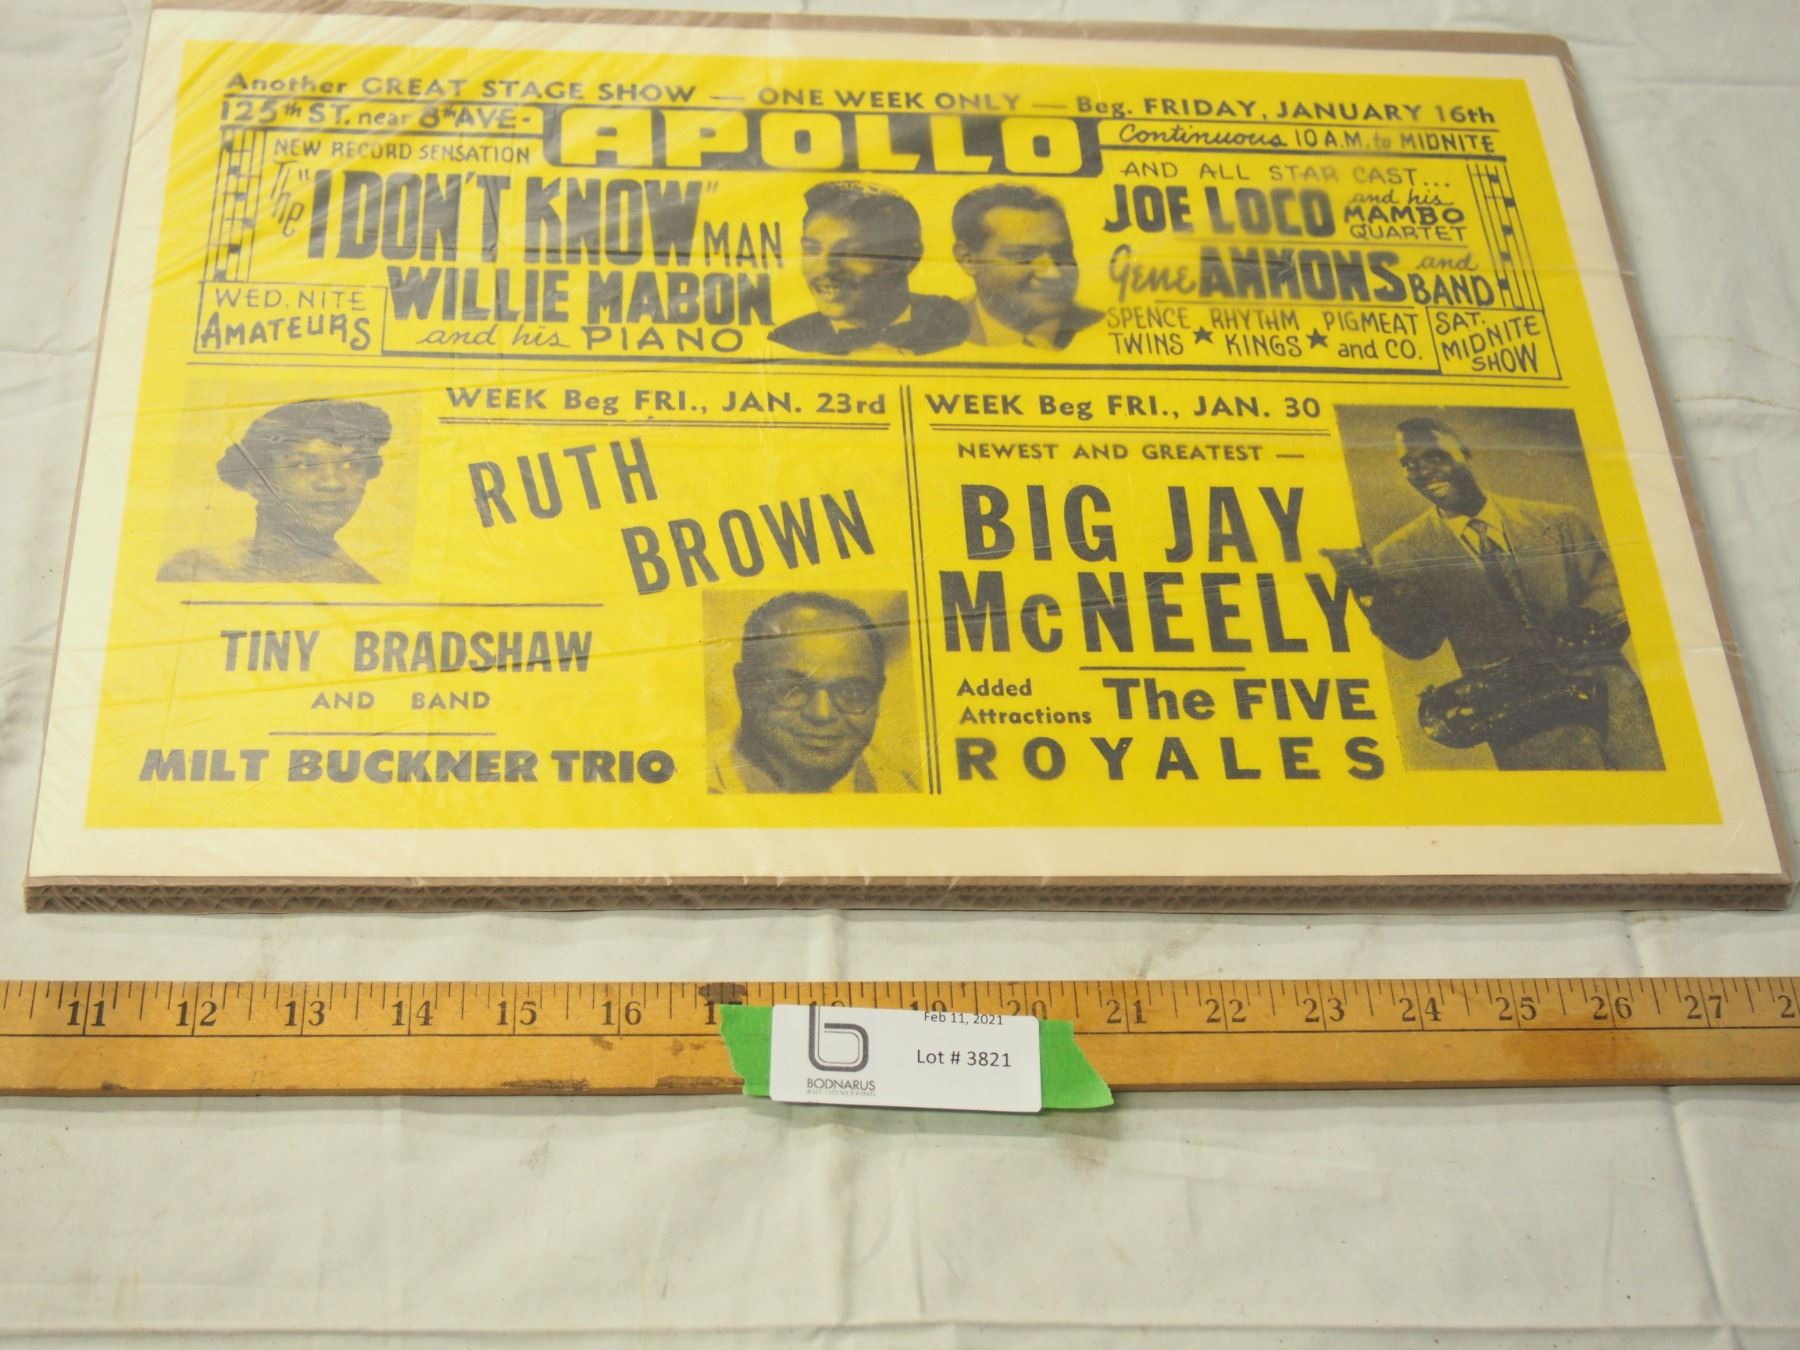 Another GREAT STAGE SHOW — ONE WEEK ONLY — Beg. FRIDAY, JANUARY 16th
125th ST. near 8th AVE-
APOLLO
Continuous 10 A.M. to MIDNITE
NEW RECORD SENSATION
The "I DON'T KNOW" MAN
WILLIE MABON
and his PIANO
WED. NITE
AMATEURS
AND ALL STAR CAST...
JOE LOCO and his MAMBO QUARTET
Gene AMMONS and BAND
SPENCE TWINS ★ RHYTHM KINGS ★ PIGMEAT and CO.
SAT. MIDNITE SHOW
WEEK Beg FRI., JAN. 23rd
RUTH
BROWN
TINY BRADSHAW
AND BAND
MILT BUCKNER TRIO
WEEK Beg FRI., JAN. 30
NEWEST AND GREATEST —
BIG JAY
McNEELY
Added Attractions The FIVE
ROYALES
11 12 13 14 15 16 19 20 21 22 23 24 25 26 27
Feb 11, 2021
Lot # 3821
BODNARUS
AUCTIONEERING